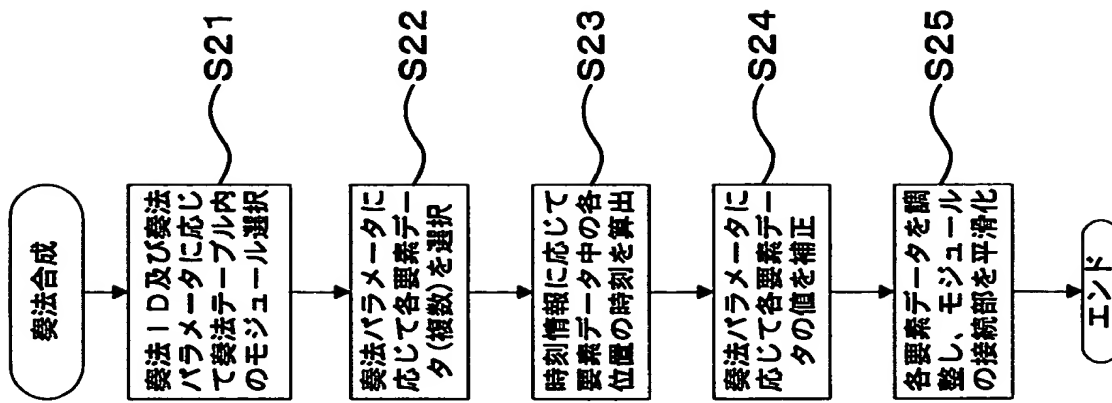 奏法合成
奏法ＩＤ及び奏法
パラメータに応じ
て奏法テーブル内
のモジュール選択
S21
奏法パラメータに
応じて各要素デー
タ(複数)を選択
S22
時刻情報に応じて
要素データ中の各
位置の時刻を算出
S23
奏法パラメータに
応じて各要素デー
タの値を補正
S24
各要素データを調
整し、モジュール
の接続部を平滑化
S25
エンド